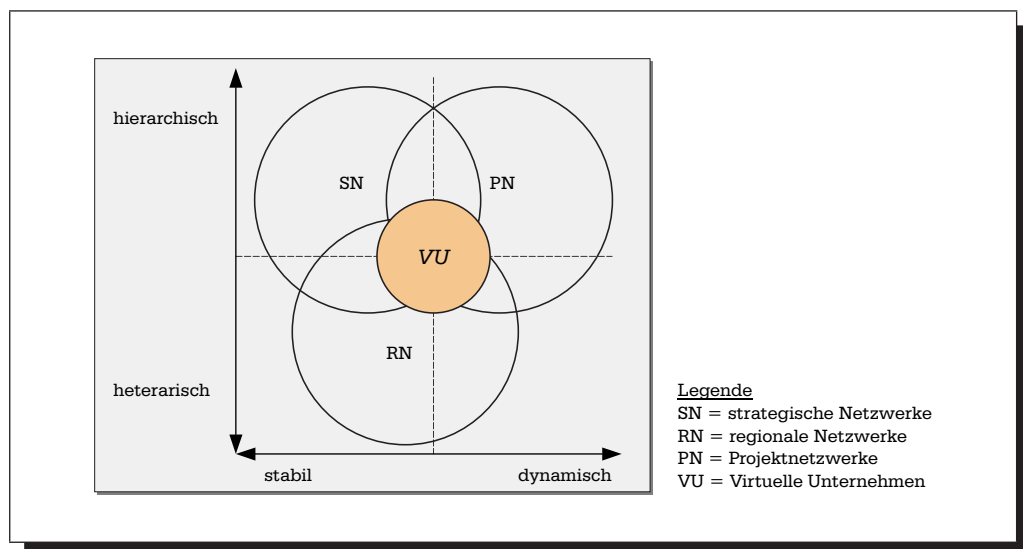 hierarchisch
SN
PN
VU
RN
heterarisch
stabil
dynamisch
Legende
SN = strategische Netzwerke
RN = regionale Netzwerke
PN = Projektnetzwerke
VU = Virtuelle Unternehmen